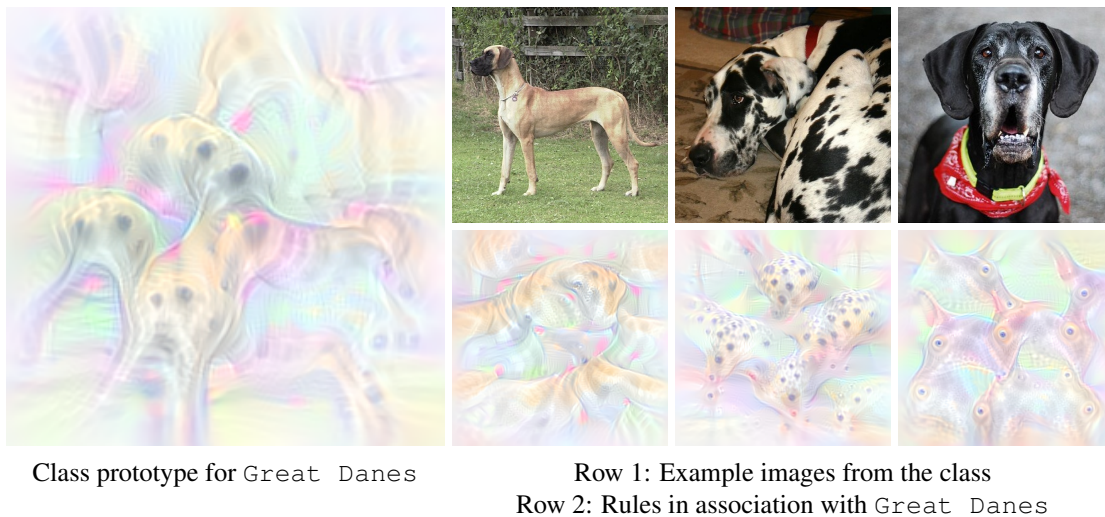 Class prototype for Great Danes
Row 1: Example images from the class
Row 2: Rules in association with Great Danes